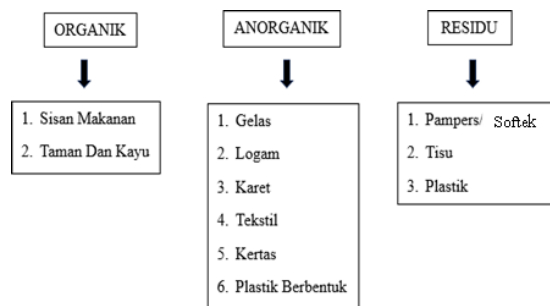 ORGANIK
1. Sisan Makanan
2. Taman Dan Kayu
ANORGANIK
1. Gelas
2. Logam
3. Karet
4. Tekstil
5. Kertas
6. Plastik Berbentuk
RESIDU
1. Pampers/ Softek
2. Tisu
3. Plastik